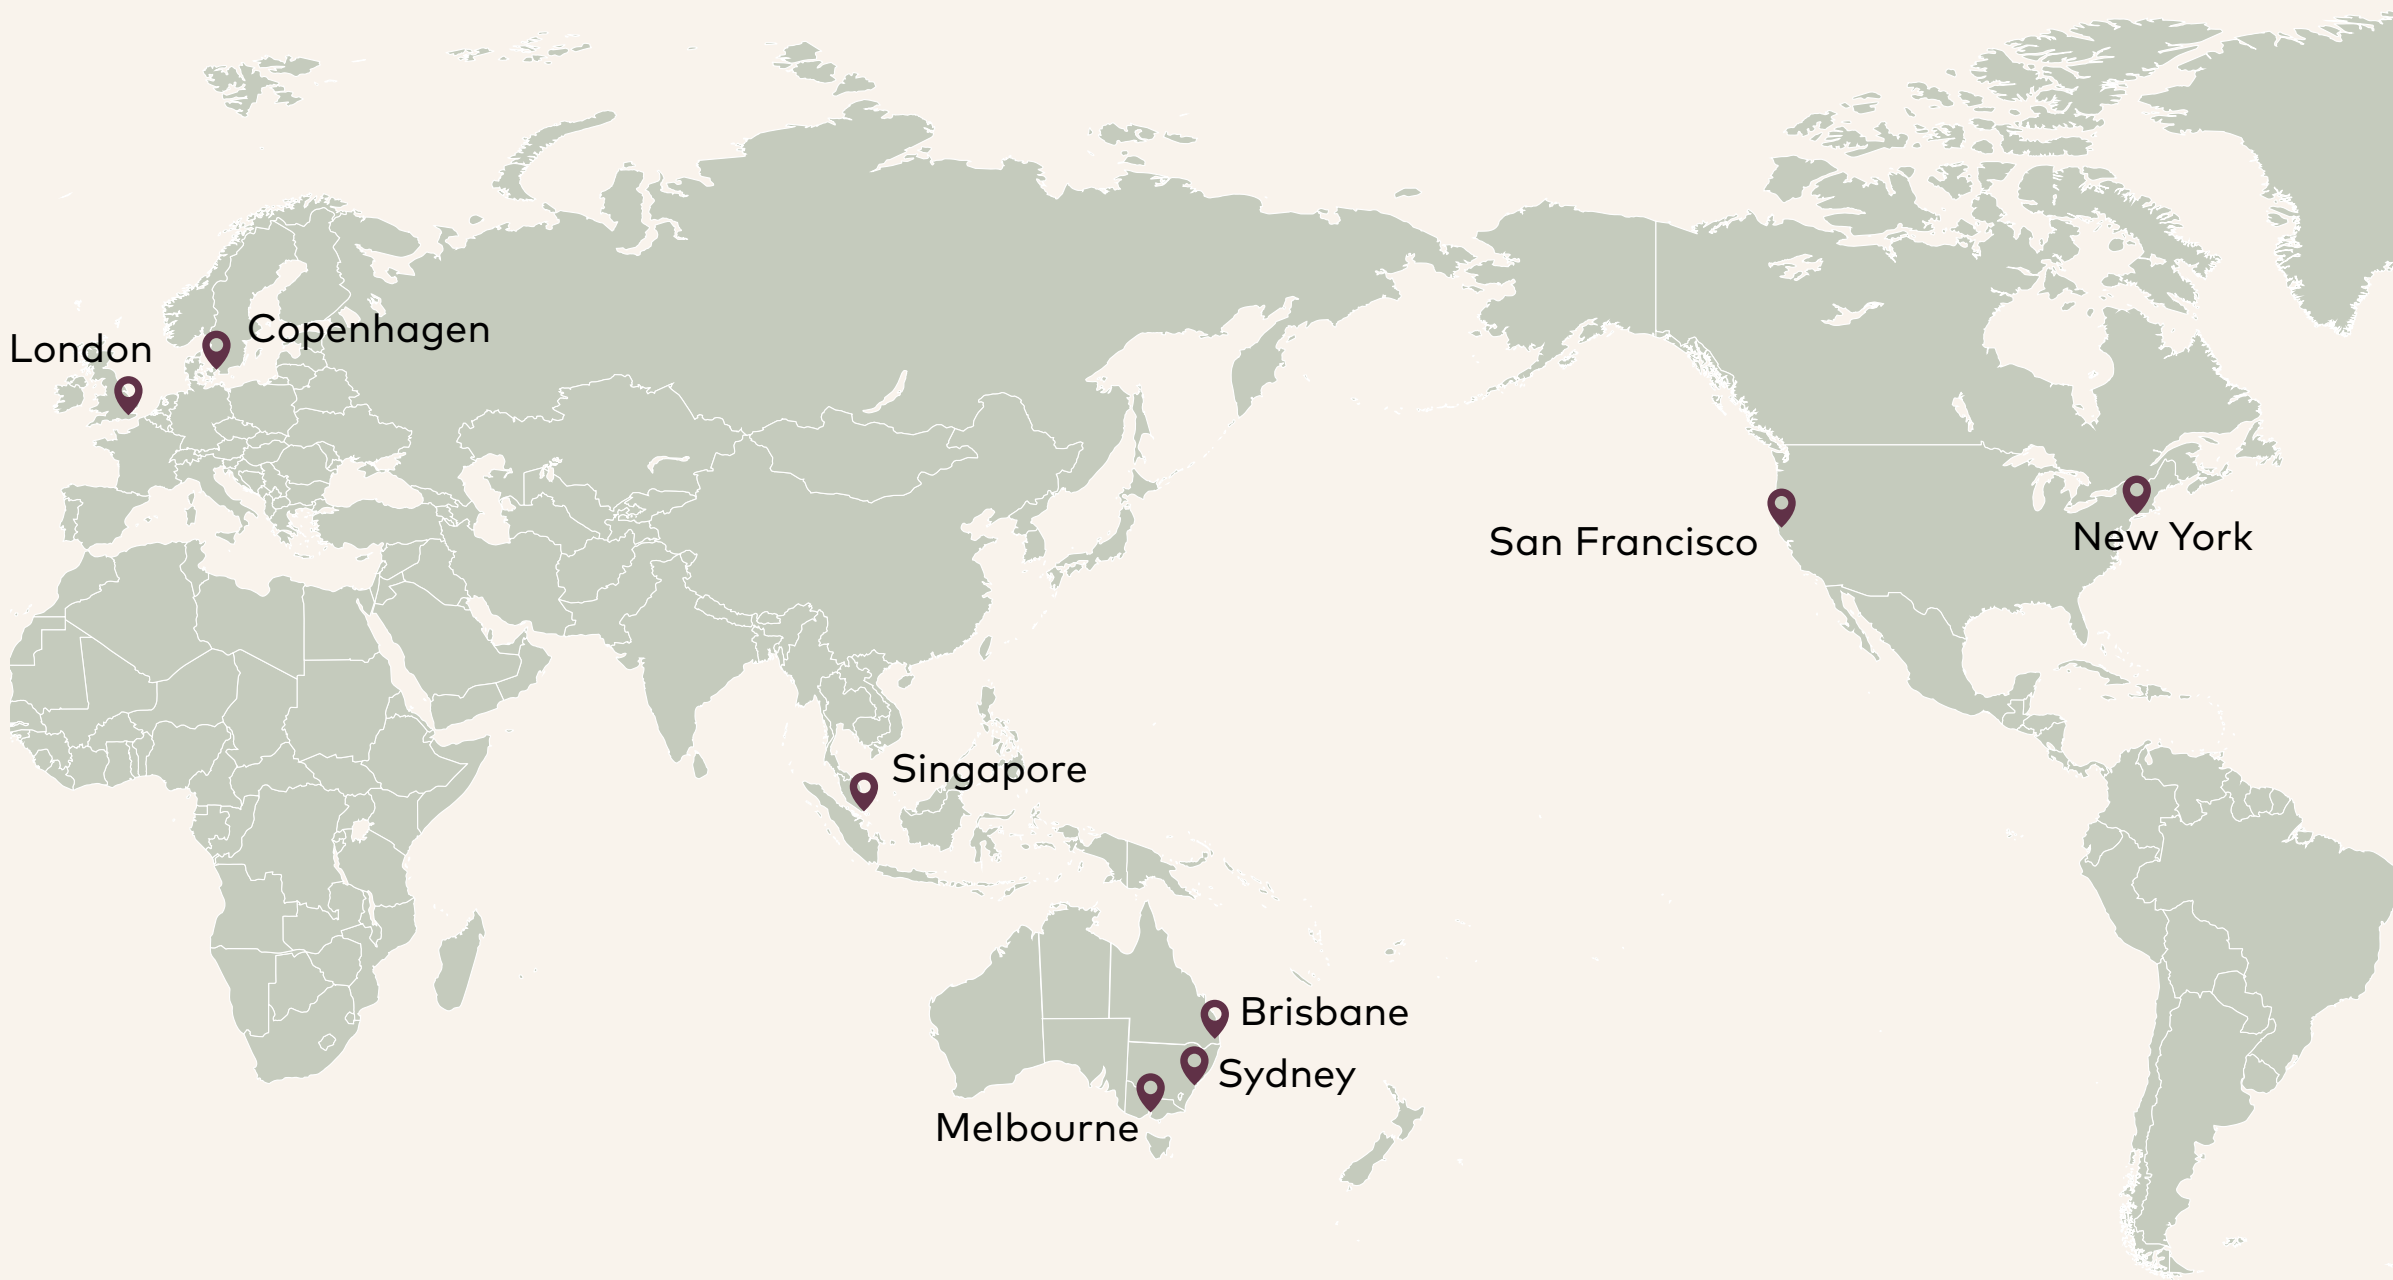 Copenhagen
London
San Francisco
New York
Singapore
Brisbane
Sydney
Melbourne